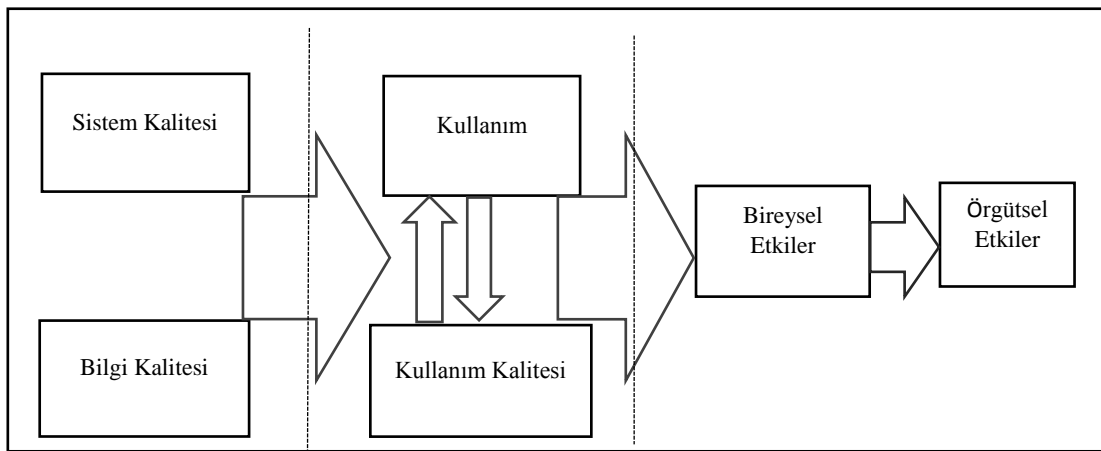 Sistem Kalitesi
Kullanım
Bireysel
Etkiler
Örgütsel
Etkiler
Bilgi Kalitesi
Kullanım Kalitesi